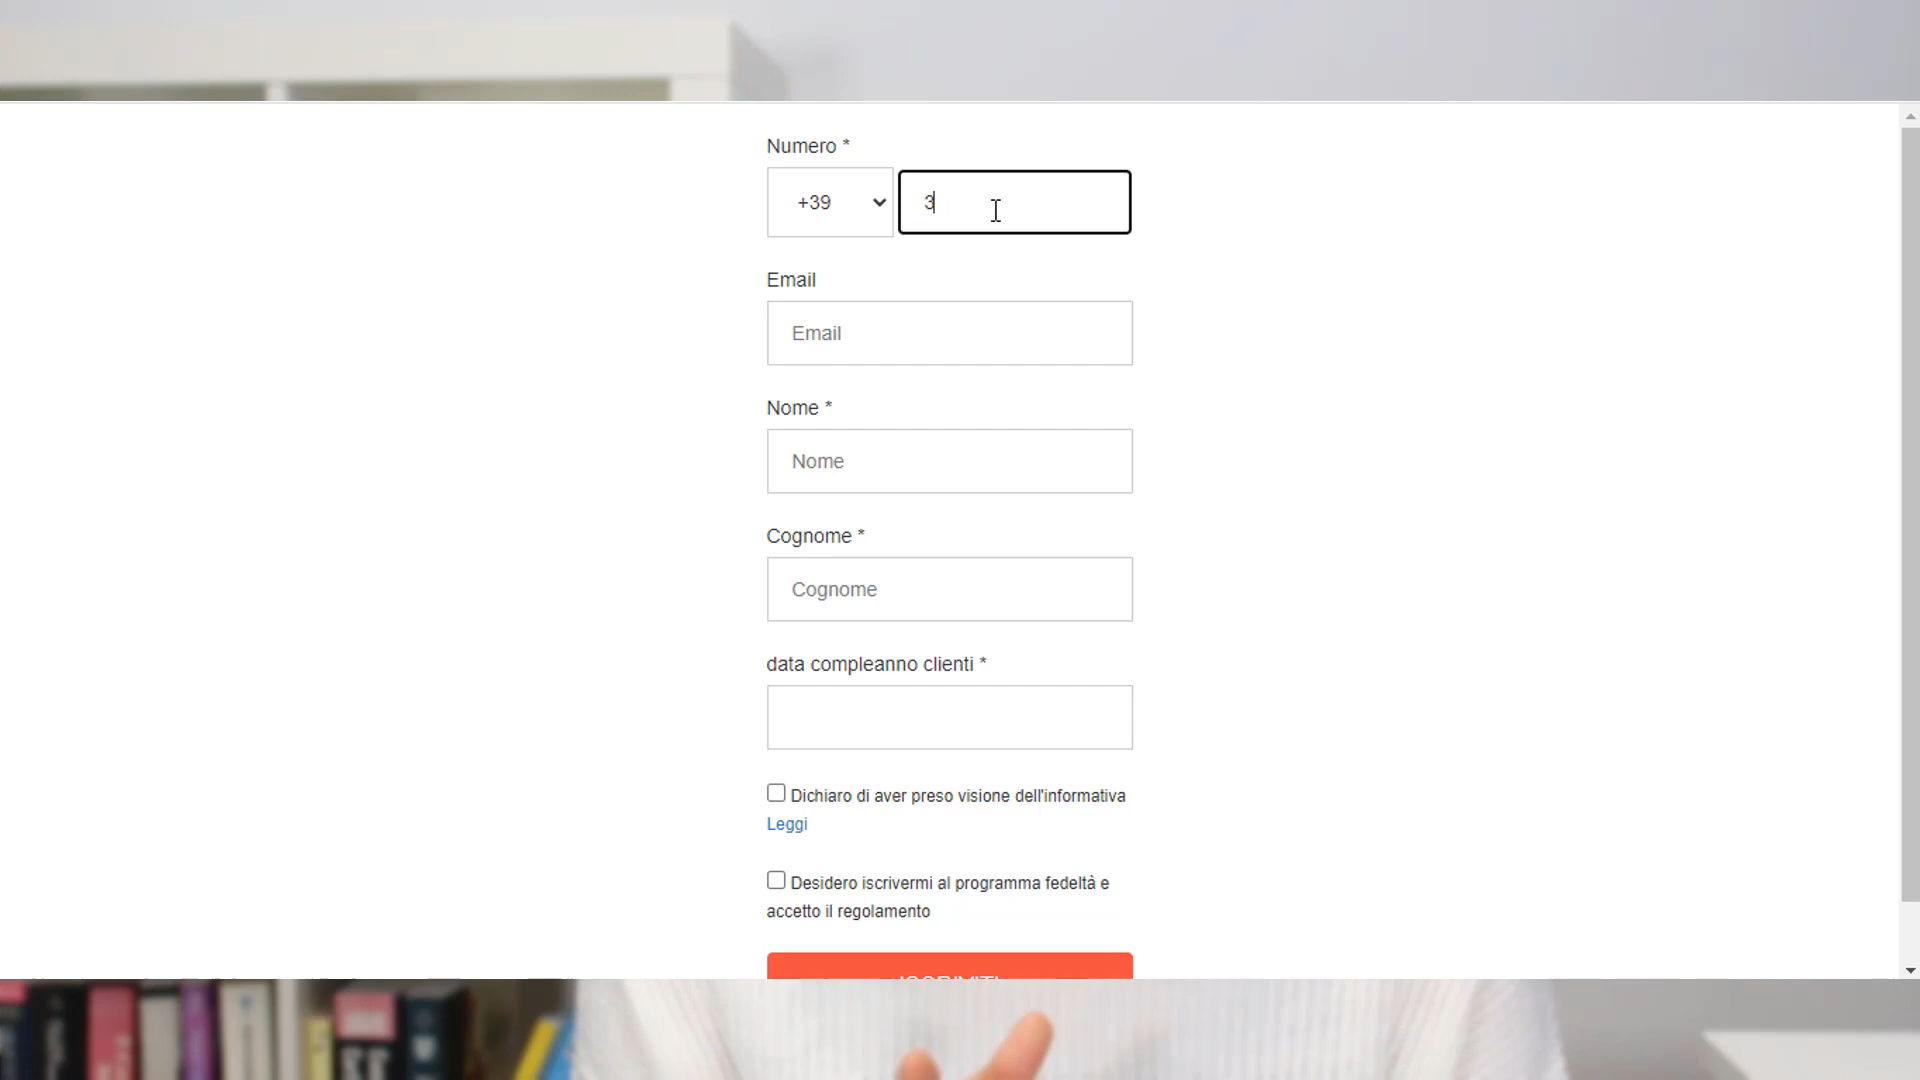 Numero *
+39 3
Email
Email
Nome *
Nome
Cognome *
Cognome
data compleanno clienti *
Dichiaro di aver preso visione dell'informativa
Leggi
Desidero iscrivermi al programma fedeltà e
accetto il regolamento
ISCRIVITI